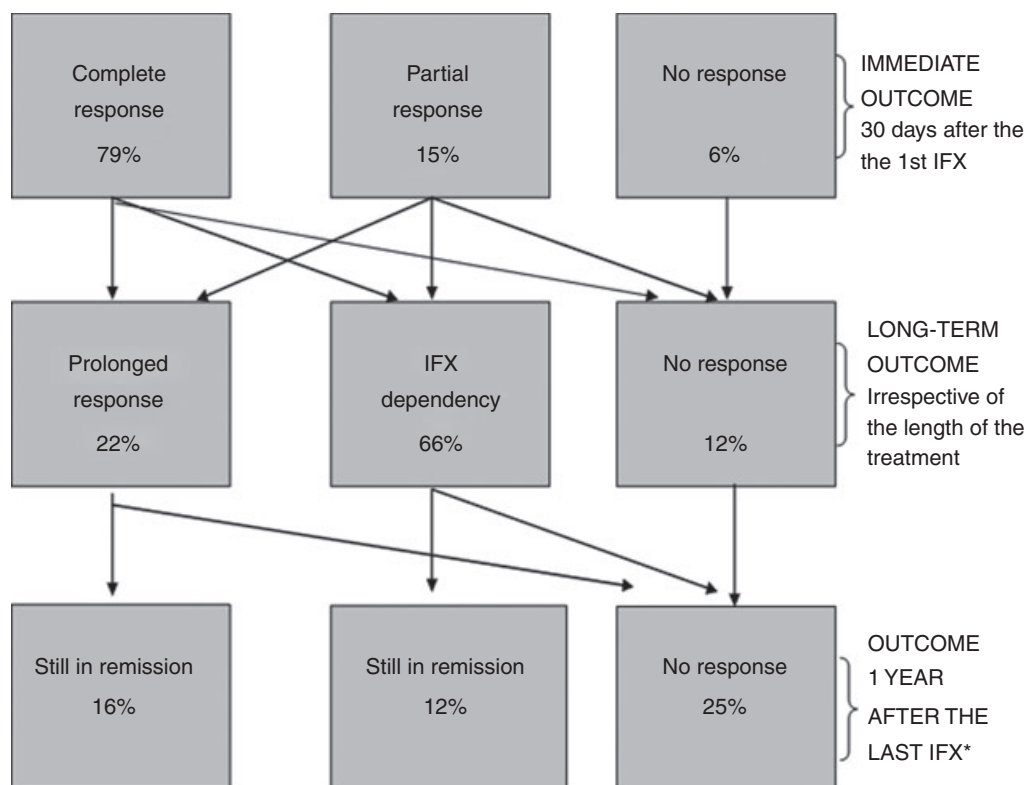 Complete
response
79%
Partial
response
15%
No response
6%
IMMEDIATE
OUTCOME
30 days after the
the 1st IFX
Prolonged
response
22%
IFX
dependency
66%
No response
12%
LONG-TERM
OUTCOME
Irrespective of
the length of the
treatment
Still in remission
16%
Still in remission
12%
No response
25%
OUTCOME
1 YEAR
AFTER THE
LAST IFX*